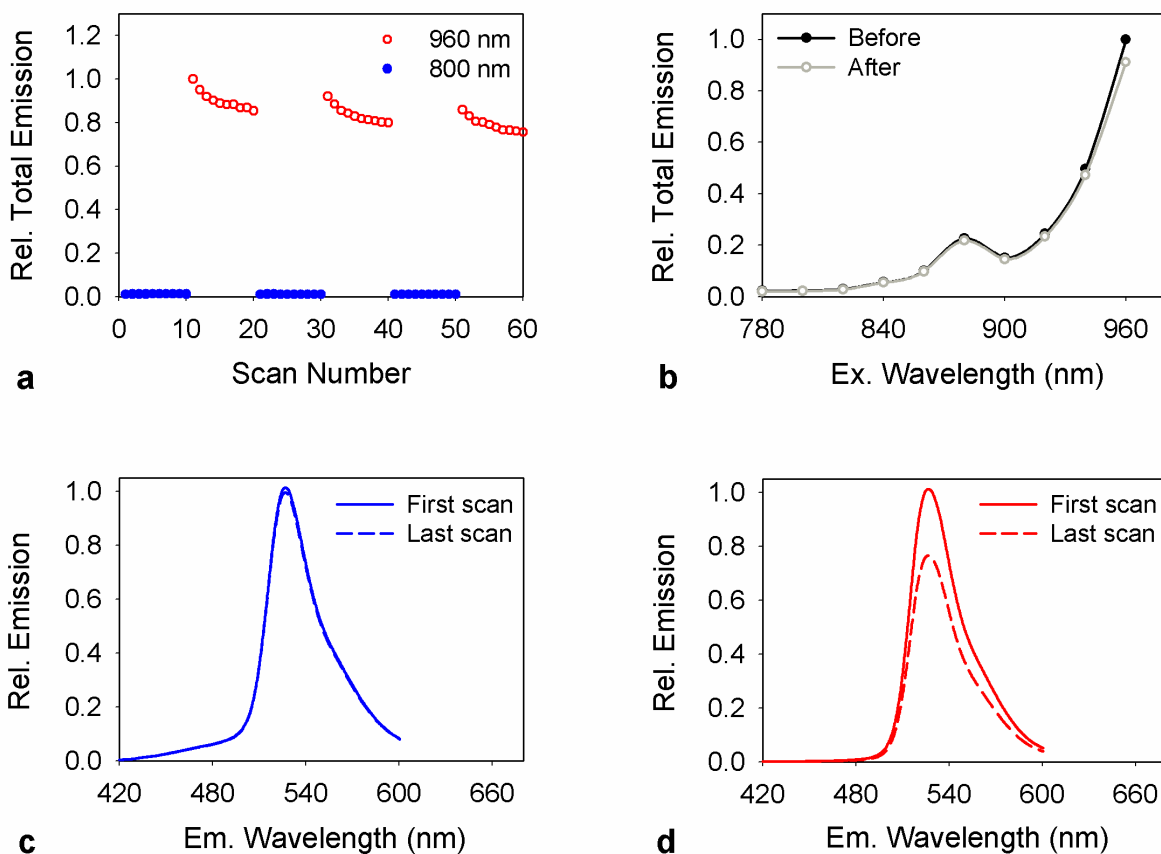 1.2
1.0
0.8
0.6
0.4
0.2
0.0
Rel. Total Emission
960 nm
800 nm
0 10 20 30 40 50 60
Scan Number
a
1.0
0.8
0.6
0.4
0.2
0.0
Rel. Total Emission
Before
After
780 840 900 960
Ex. Wavelength (nm)
b
1.0
0.8
0.6
0.4
0.2
0.0
Rel. Emission
First scan
Last scan
420 480 540 600 660
Em. Wavelength (nm)
c
1.0
0.8
0.6
0.4
0.2
0.0
Rel. Emission
First scan
Last scan
420 480 540 600 660
Em. Wavelength (nm)
d